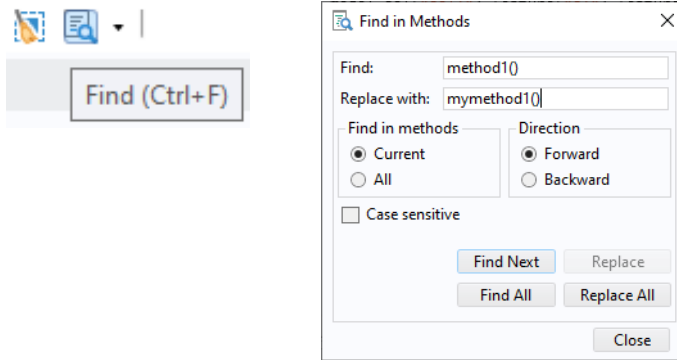 Find (Ctrl+F)
Find in Methods
Find: method1()
Replace with: mymethod1()
Find in methods Direction
Current Forward
All Backward
Case sensitive
Find Next Replace
Find All Replace All
Close